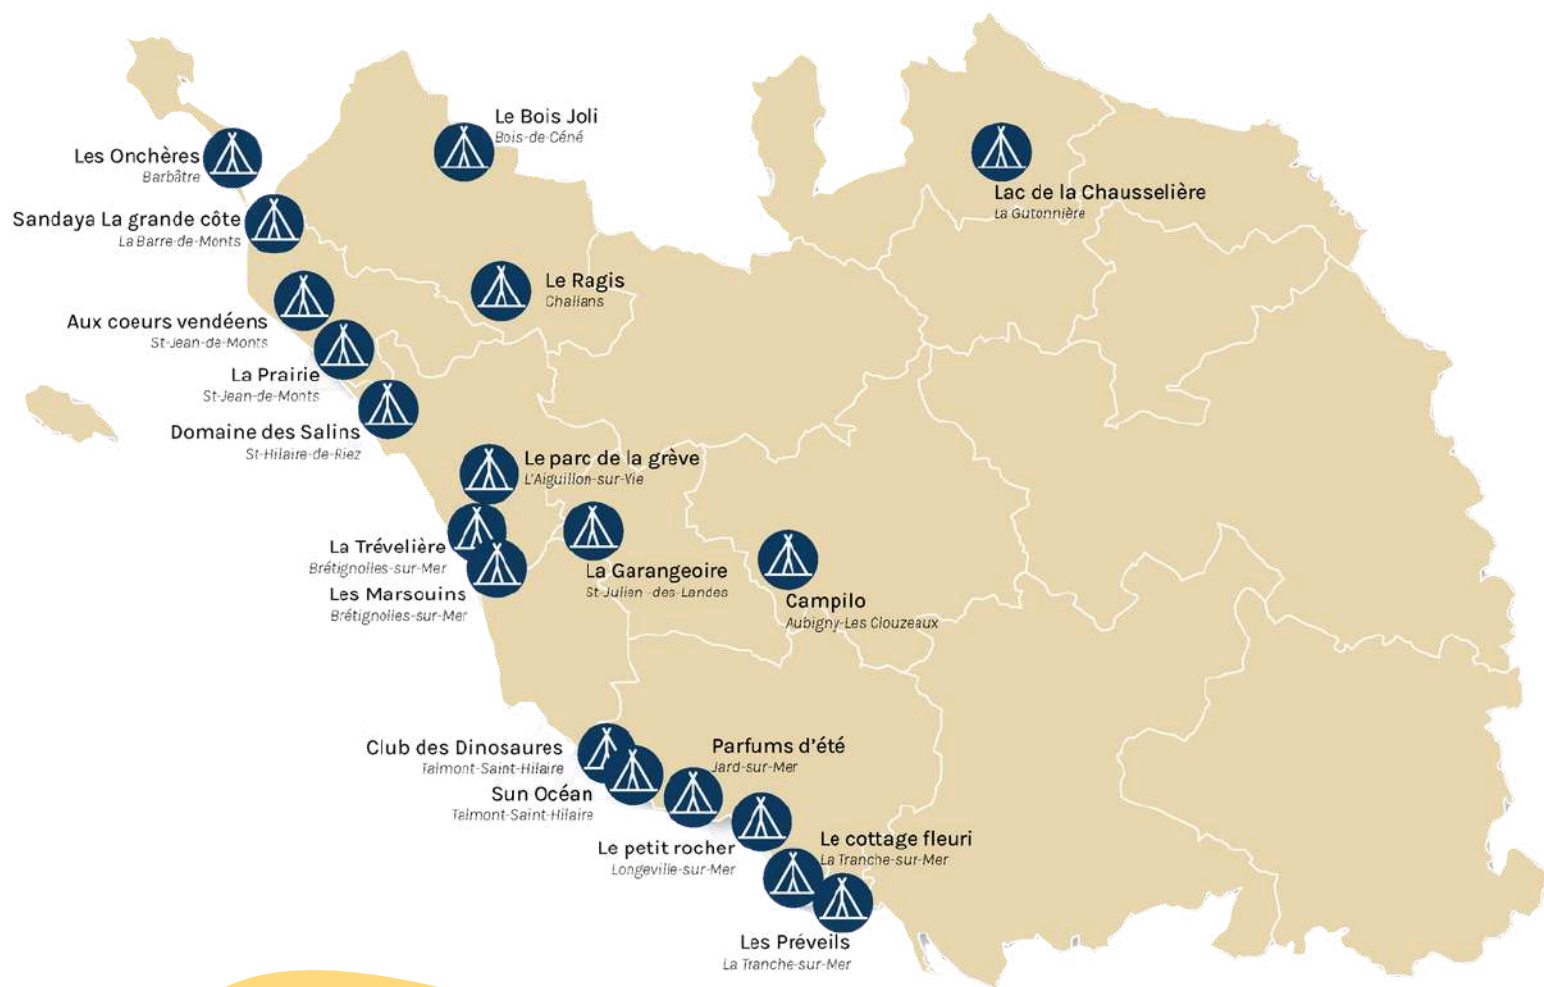 Le Bois Joli
Bois-de-Céné
Les Onchères
Barbâtre
Lac de la Chausselière
La Gutonnière
Sandaya La grande côte
La Barre-de-Monts
Le Ragis
Challans
Aux coeurs vendéens
St-Jean-de-Monts
La Prairie
St-Jean-de-Monts
Domaine des Salins
St-Hilaire-de-Riez
Le parc de la grève
L'Aiguillon-sur-Vie
La Trévelière
Brétignolles-sur-Mer
La Garangeoire
St-Julien -des-Landes
Les Marsouins
Brétignolles-sur-Mer
Campilo
Aubigny-Les Clouzeaux
Club des Dinosaures
Talmont-Saint-Hilaire
Parfums d'été
Jard-sur-Mer
Sun Océan
Talmont-Saint-Hilaire
Le petit rocher
Longeville-sur-Mer
Le cottage fleuri
La Tranche-sur-Mer
Les Préveils
La Tranche-sur-Mer